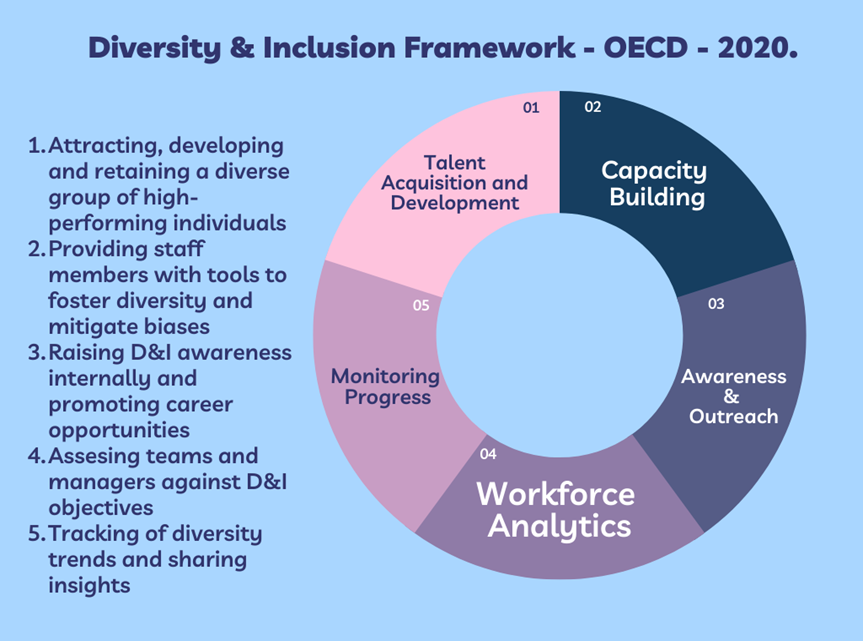 Diversity & Inclusion Framework - OECD - 2020.
1. Attracting, developing
and retaining a diverse
group of high-
performing individuals
2. Providing staff
members with tools to
foster diversity and
mitigate biases
3. Raising D&I awareness
internally and
promoting career
opportunities
4. Assesing teams and
managers against D&I
objectives
5. Tracking of diversity
trends and sharing
insights
01
Talent
Acquisition and
Development
02
Capacity
Building
03
Awareness
&
Outreach
04
Workforce
Analytics
05
Monitoring
Progress